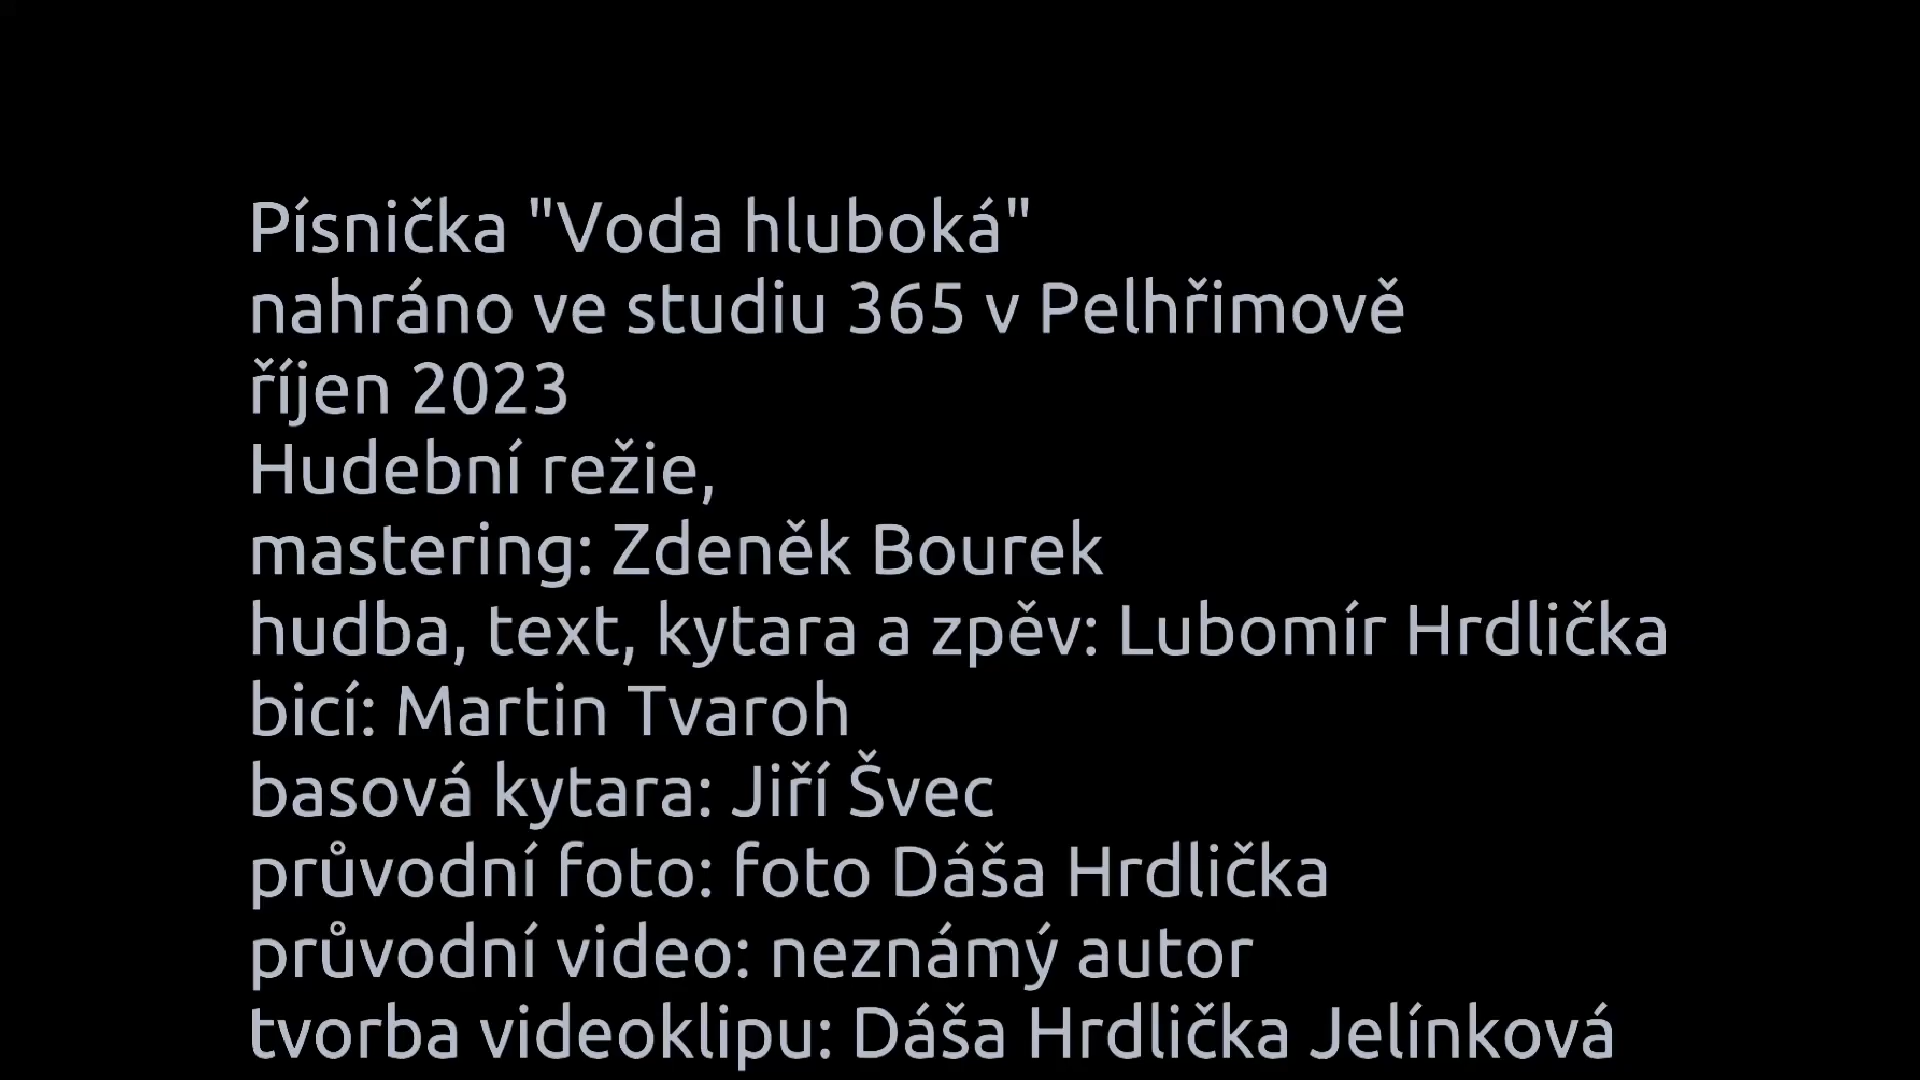 Písnička "Voda hluboká"
nahráno ve studiu 365 v Pelhřimově
říjen 2023
Hudební režie,
mastering: Zdeněk Bourek
hudba, text, kytara a zpěv: Lubomír Hrdlička
bicí: Martin Tvaroh
basová kytara: Jiří Švec
průvodní foto: foto Dáša Hrdlička
průvodní video: neznámý autor
tvorba videoklipu: Dáša Hrdlička Jelínková